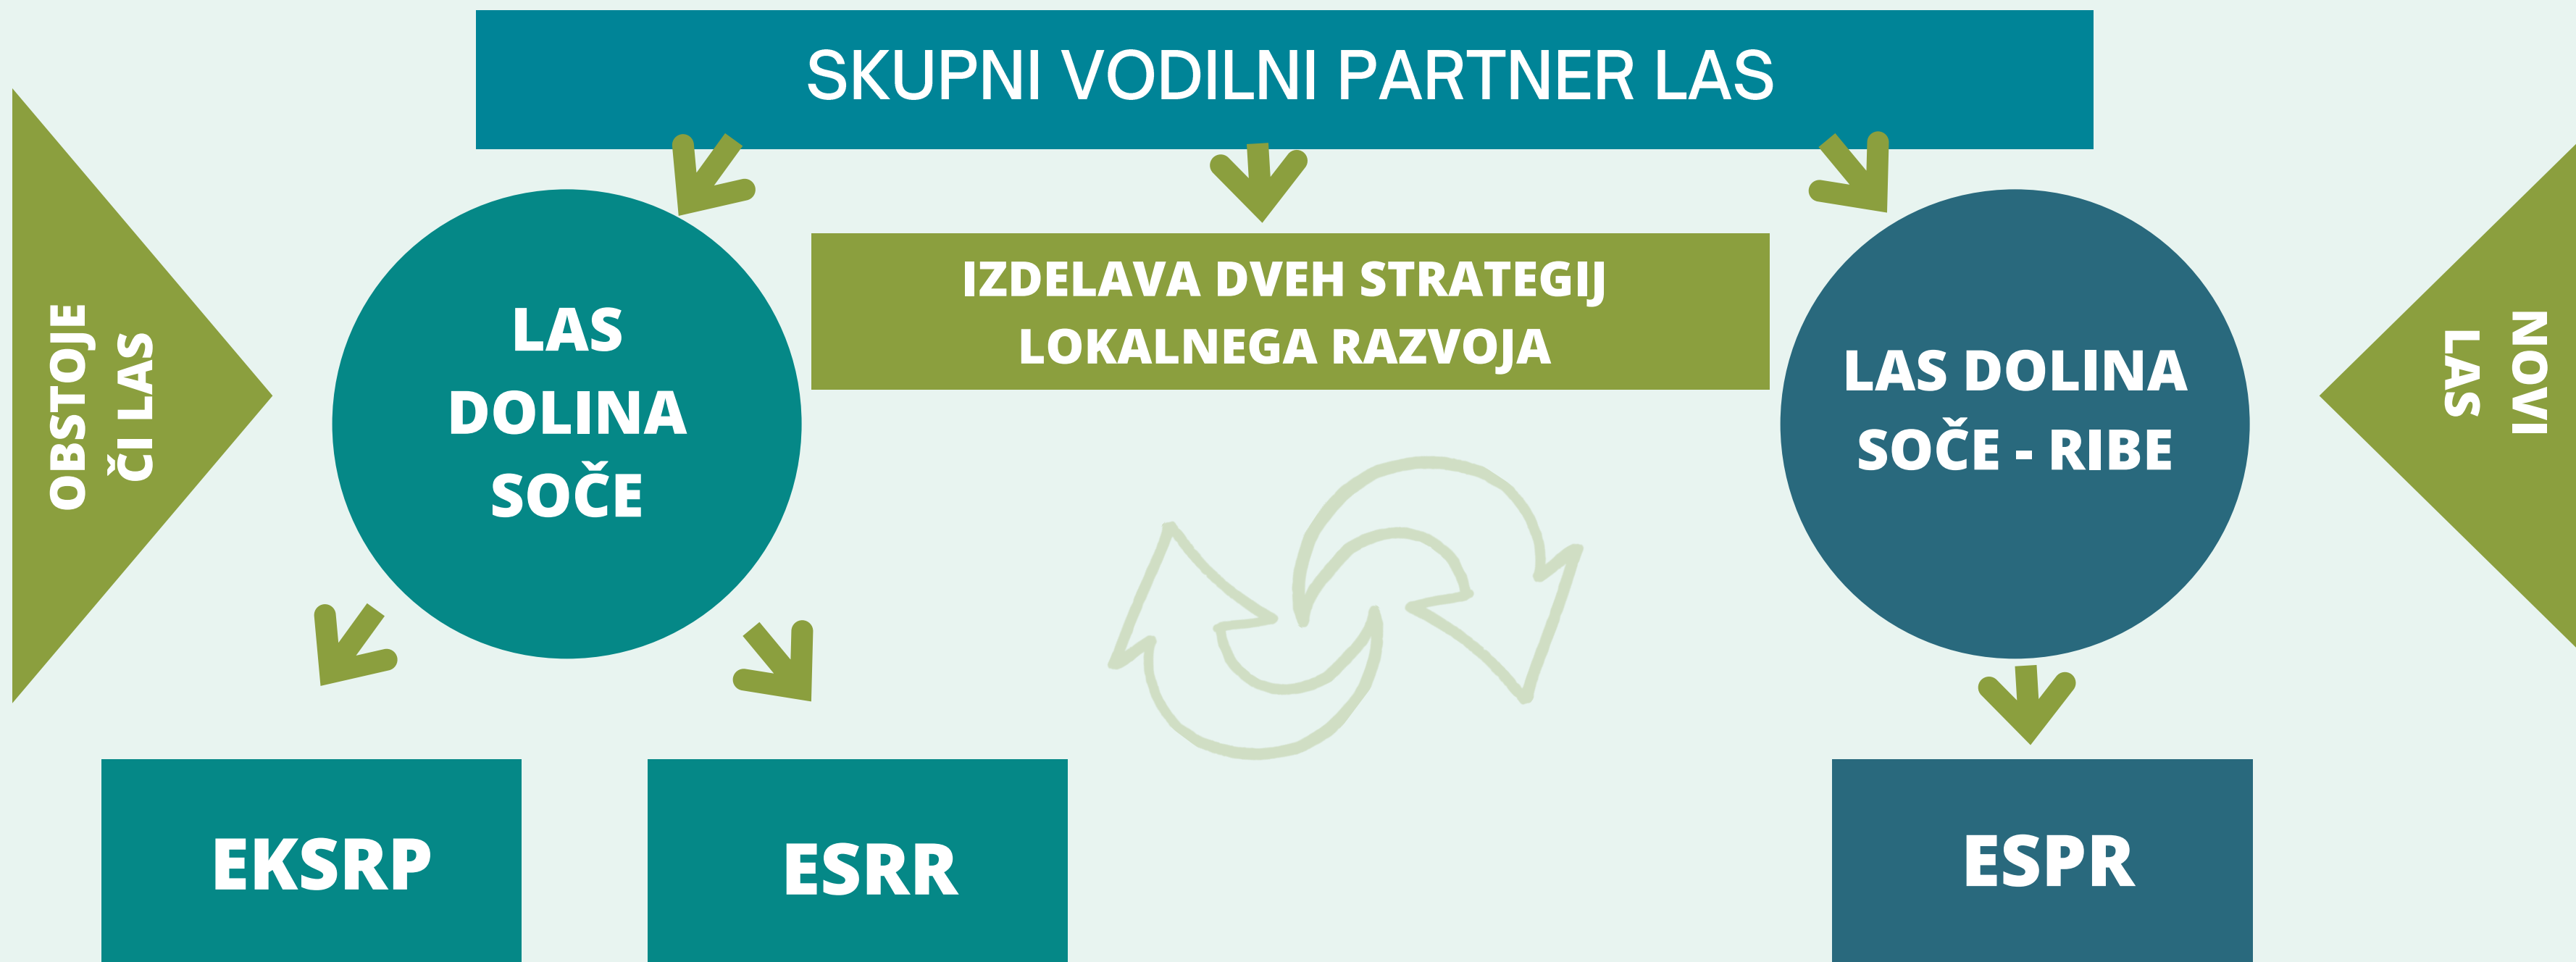 SKUPNI VODILNI PARTNER LAS
OBSTOJE
ČI LAS
LAS
DOLINA
SOČE
IZDELAVA DVEH STRATEGIJ
LOKALNEGA RAZVOJA
LAS DOLINA
SOČE - RIBE
NOVI
LAS
EKSRP
ESRR
ESPR